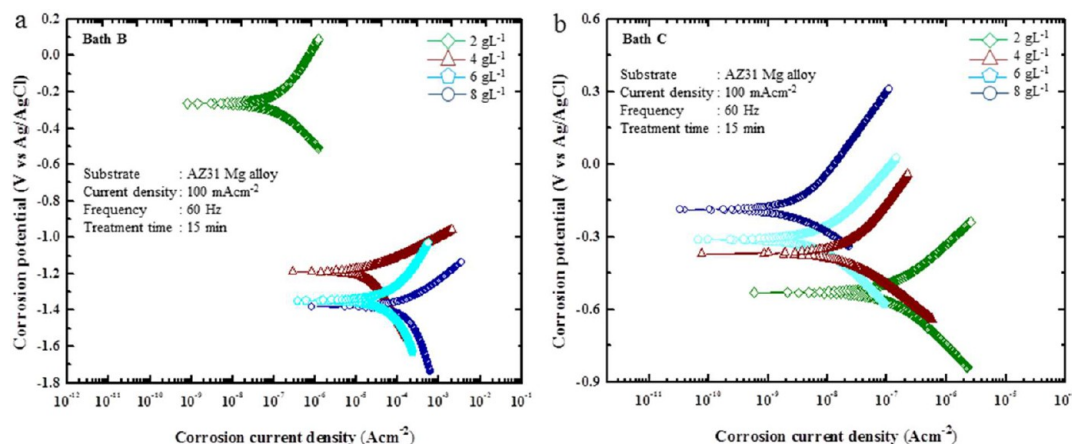 a
Bath B
2 gL⁻¹
4 gL⁻¹
6 gL⁻¹
8 gL⁻¹
Substrate : AZ31 Mg alloy
Current density : 100 mAcm⁻²
Frequency : 60 Hz
Treatment time : 15 min
Corrosion potential (V vs Ag/AgCl)
0.2
0.0
-0.2
-0.4
-0.6
-0.8
-1.0
-1.2
-1.4
-1.6
-1.8
10⁻¹² 10⁻¹¹ 10⁻¹⁰ 10⁻⁹ 10⁻⁸ 10⁻⁷ 10⁻⁶ 10⁻⁵ 10⁻⁴ 10⁻³ 10⁻² 10⁻¹
Corrosion current density (Acm⁻²)
b
Bath C
2 gL⁻¹
4 gL⁻¹
6 gL⁻¹
8 gL⁻¹
Substrate : AZ31 Mg alloy
Current density : 100 mAcm⁻²
Frequency : 60 Hz
Treatment time : 15 min
Corrosion potential (V vs Ag/AgCl)
0.6
0.3
0.0
-0.3
-0.6
-0.9
10⁻¹¹ 10⁻¹⁰ 10⁻⁹ 10⁻⁸ 10⁻⁷ 10⁻⁶ 10⁻⁵ 10⁻⁴
Corrosion current density (Acm⁻²)